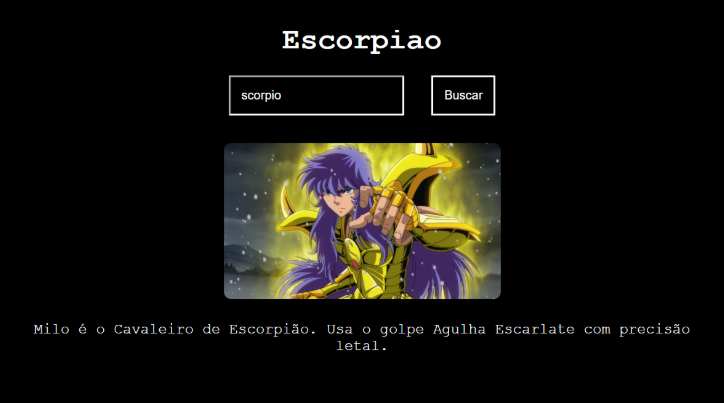 Escorpiao
scorpio
Buscar
Milo é o Cavaleiro de Escorpião. Usa o golpe Agulha Escarlate com precisão
letal.